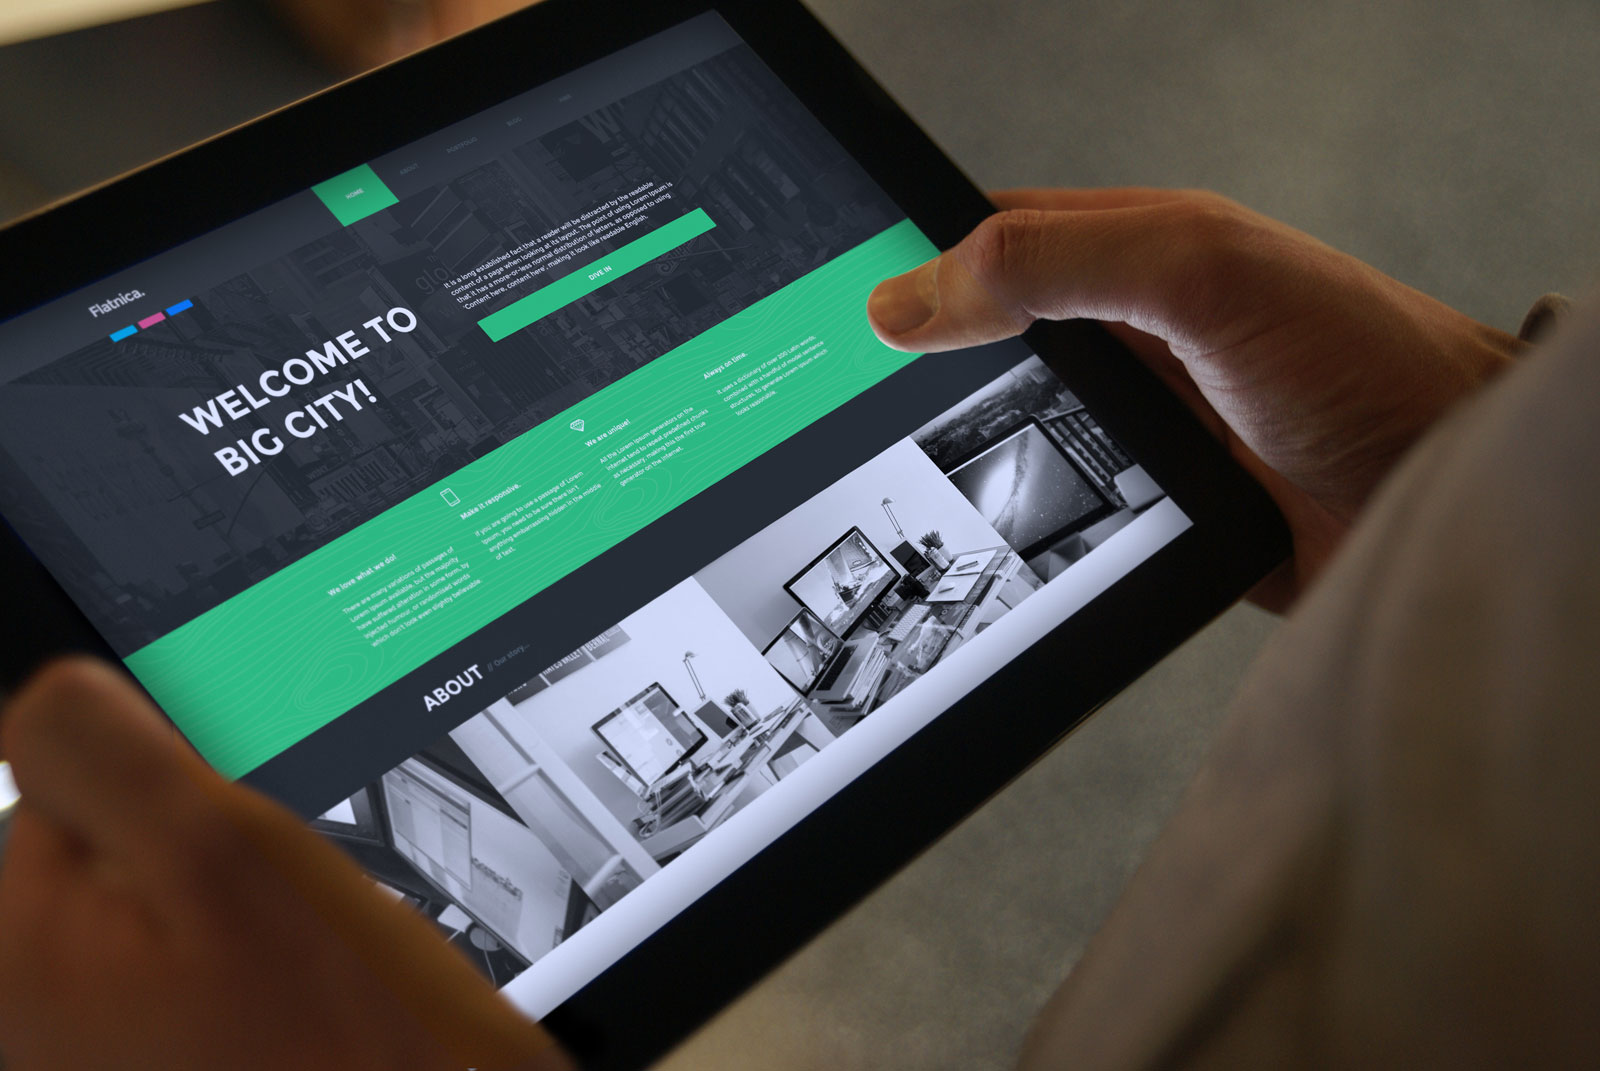 Flatnica.
HOME
ABOUT
PORTFOLIO
BLOG
WELCOME TO
BIG CITY!
It is a long established fact that a reader will be distracted by the readable
content of a page when looking at its layout. The point of using Lorem Ipsum is
that it has a more-or-less normal distribution of letters, as opposed to using
'Content here, content here', making it look like readable English.
DIVE IN
We love what we do!
There are many variations of passages of
Lorem Ipsum available, but the majority
have suffered alteration in some form, by
injected humour, or randomised words
which don't look even slightly believable.
Make it responsive.
If you are going to use a passage of Lorem
Ipsum, you need to be sure there isn't
anything embarrassing hidden in the middle
of text.
We are unique!
All the Lorem Ipsum generators on the
Internet tend to repeat predefined chunks
as necessary, making this the first true
generator on the Internet.
Always on time.
It uses a dictionary of over 200 Latin words,
combined with a handful of model sentence
structures, to generate Lorem Ipsum which
looks reasonable.
ABOUT // Our story...